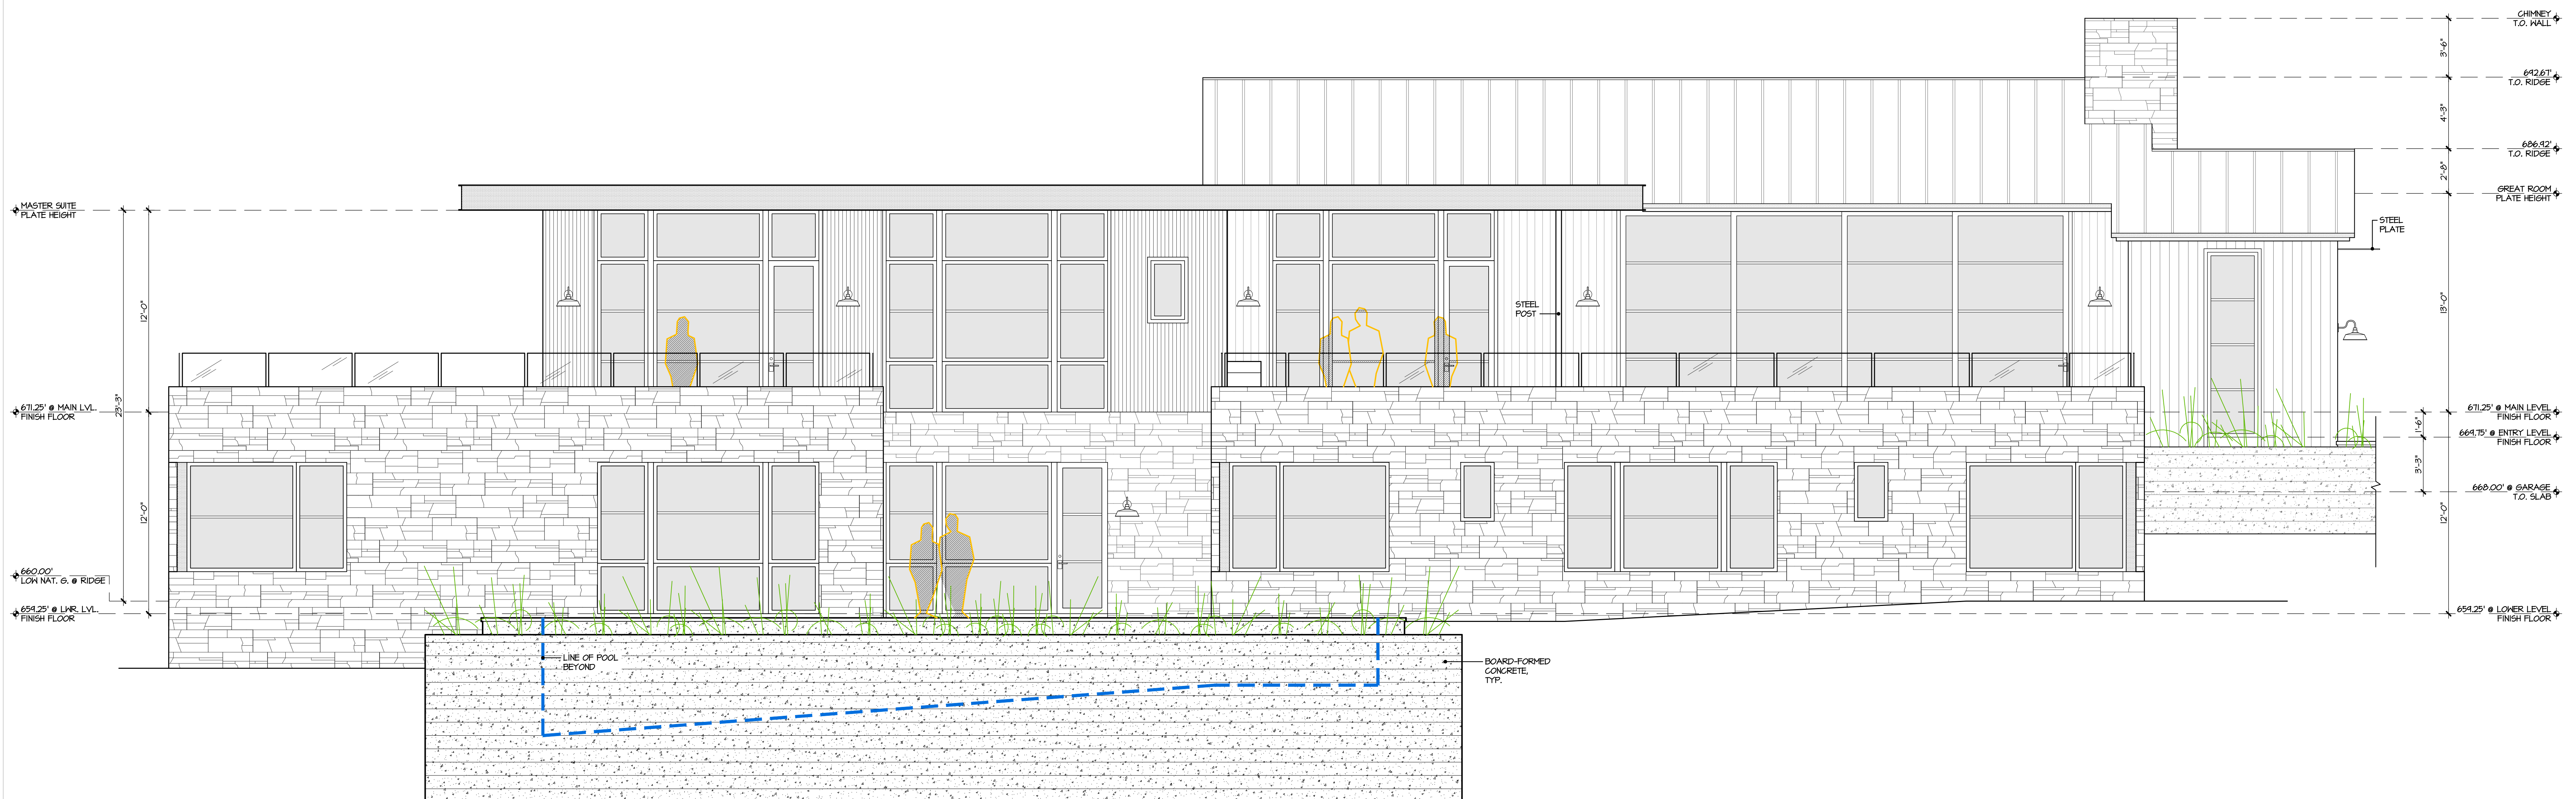 MASTER SUITE
PLATE HEIGHT
12'-0"
23'-3"
671.25' @ MAIN LVL.
FINISH FLOOR
12'-0"
660.00'
LOW NAT. G. @ RIDGE
659.25' @ LWR. LVL.
FINISH FLOOR
LINE OF POOL
BEYOND
BOARD-FORMED
CONCRETE,
TYP.
STEEL
POST
STEEL
PLATE
CHIMNEY
T.O. WALL
3'-6"
692.67'
T.O. RIDGE
4'-3"
686.92'
T.O. RIDGE
2'-8"
GREAT ROOM
PLATE HEIGHT
13'-0"
671.25' @ MAIN LEVEL
FINISH FLOOR
1'-6"
669.75' @ ENTRY LEVEL
FINISH FLOOR
3'-3"
668.00' @ GARAGE
T.O. SLAB
12'-0"
659.25' @ LOWER LEVEL
FINISH FLOOR